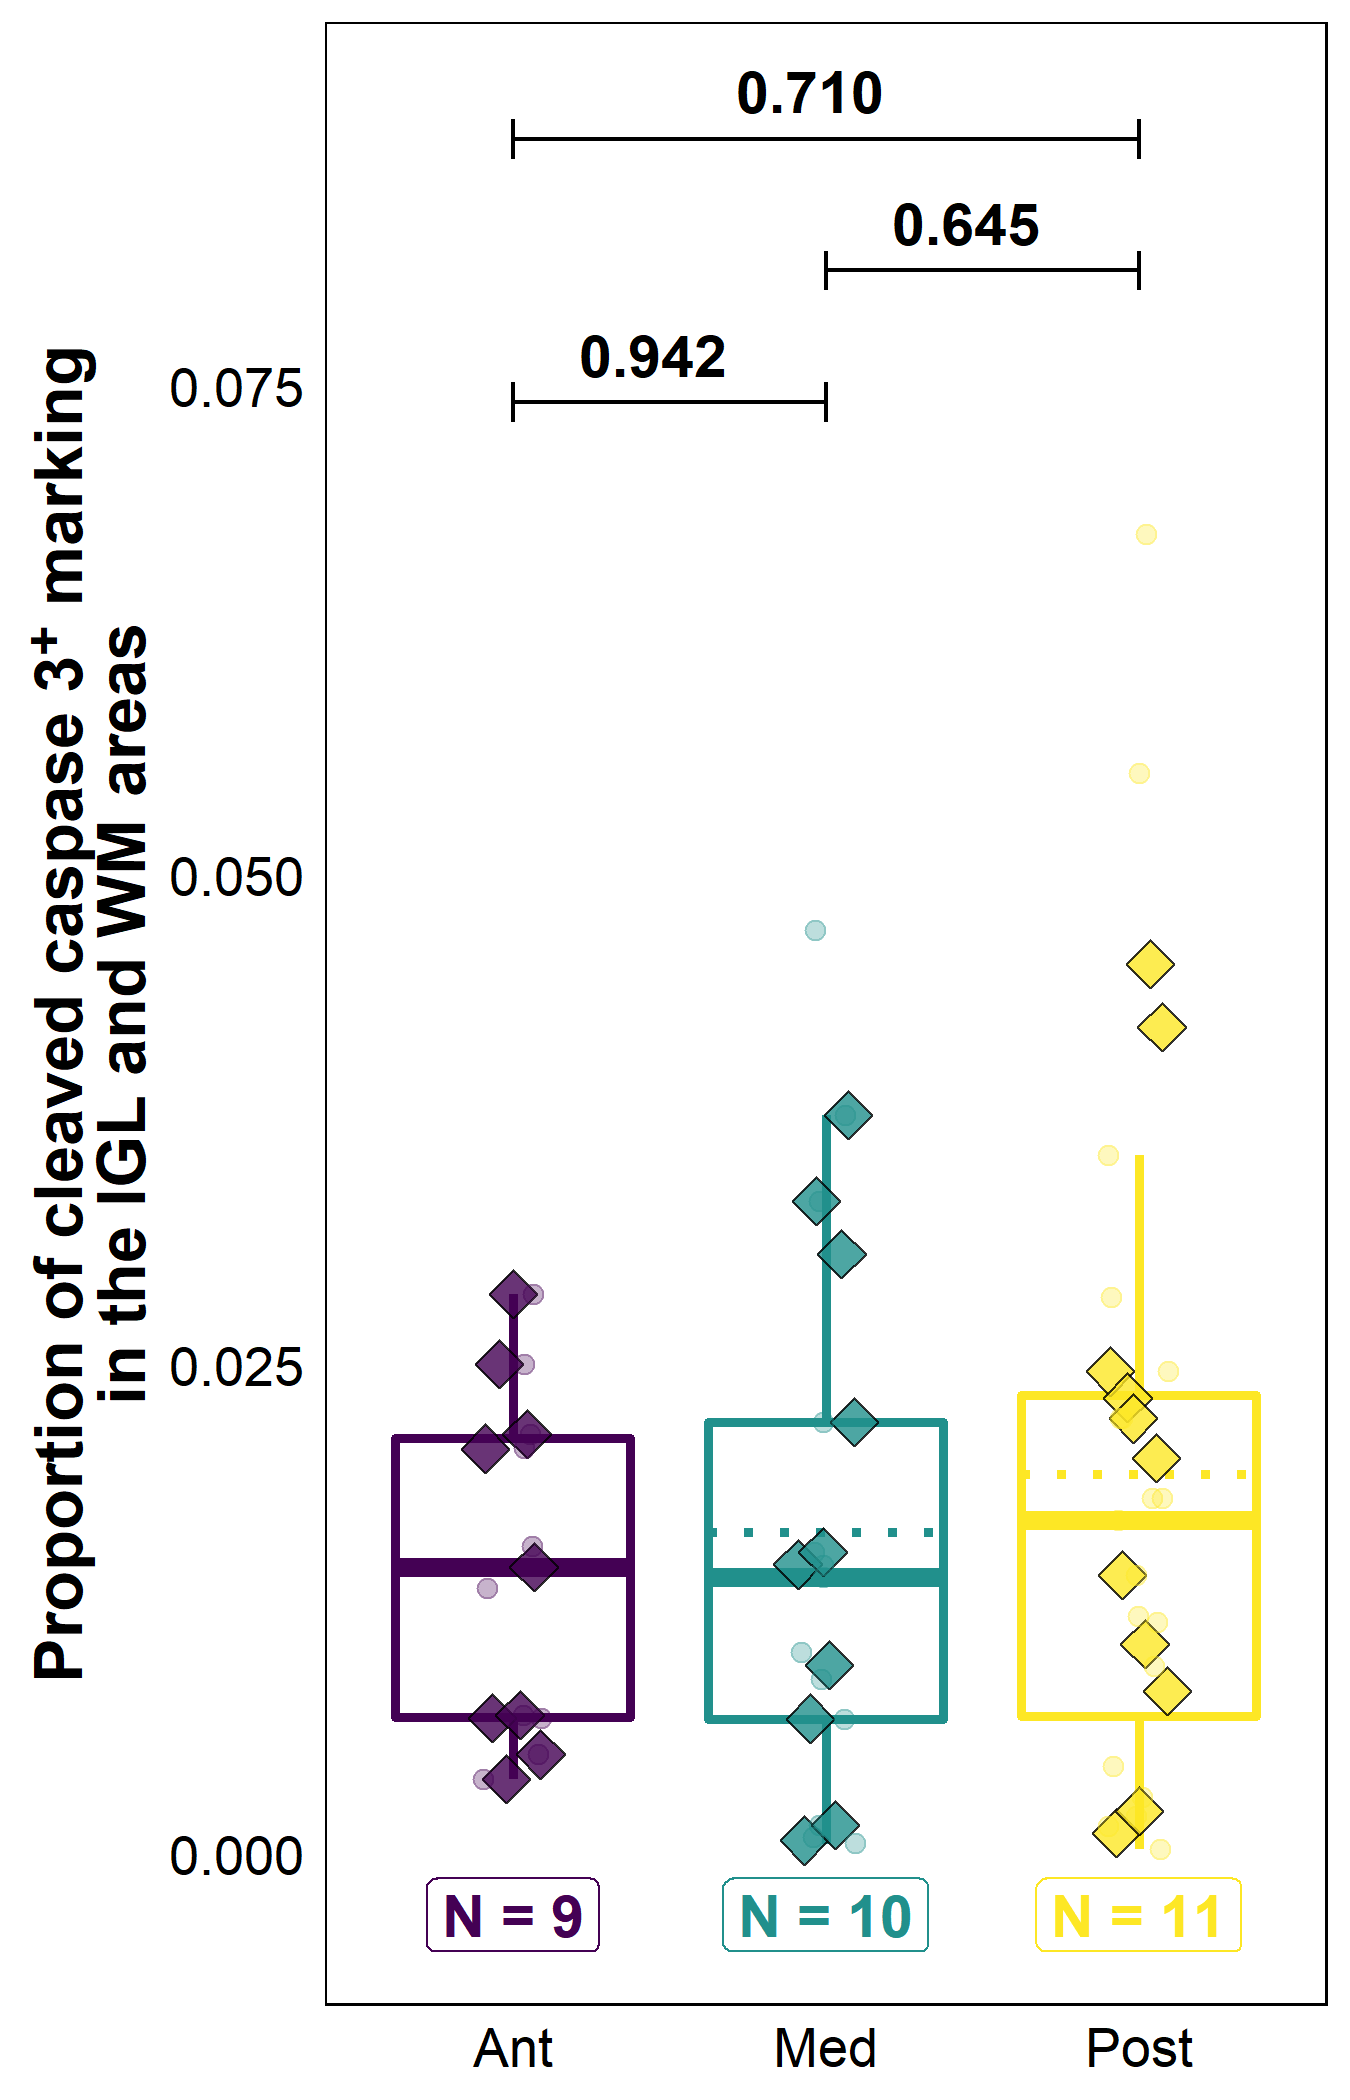 Proportion of cleaved caspase 3⁺ marking
in the IGL and WM areas
0.710
0.645
0.942
0.075
0.050
0.025
0.000
N = 9
N = 10
N = 11
Ant
Med
Post